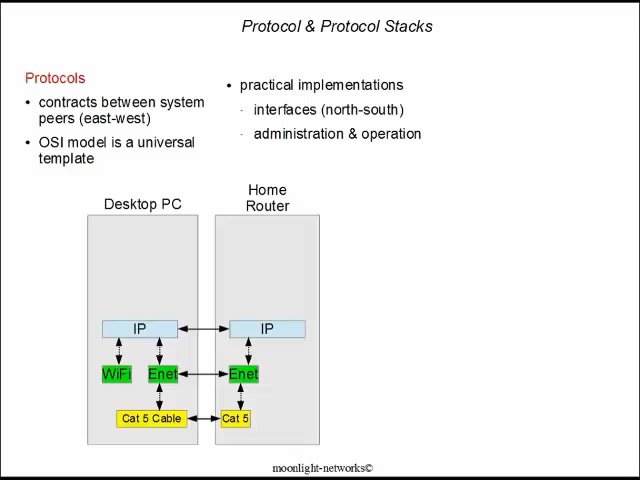 Protocol & Protocol Stacks
Protocols
• contracts between system
peers (east-west)
• OSI model is a universal
template
• practical implementations
- interfaces (north-south)
- administration & operation
Desktop PC
Home
Router
IP
IP
WiFi
Enet
Enet
Cat 5 Cable
Cat 5
moonlight-networks©